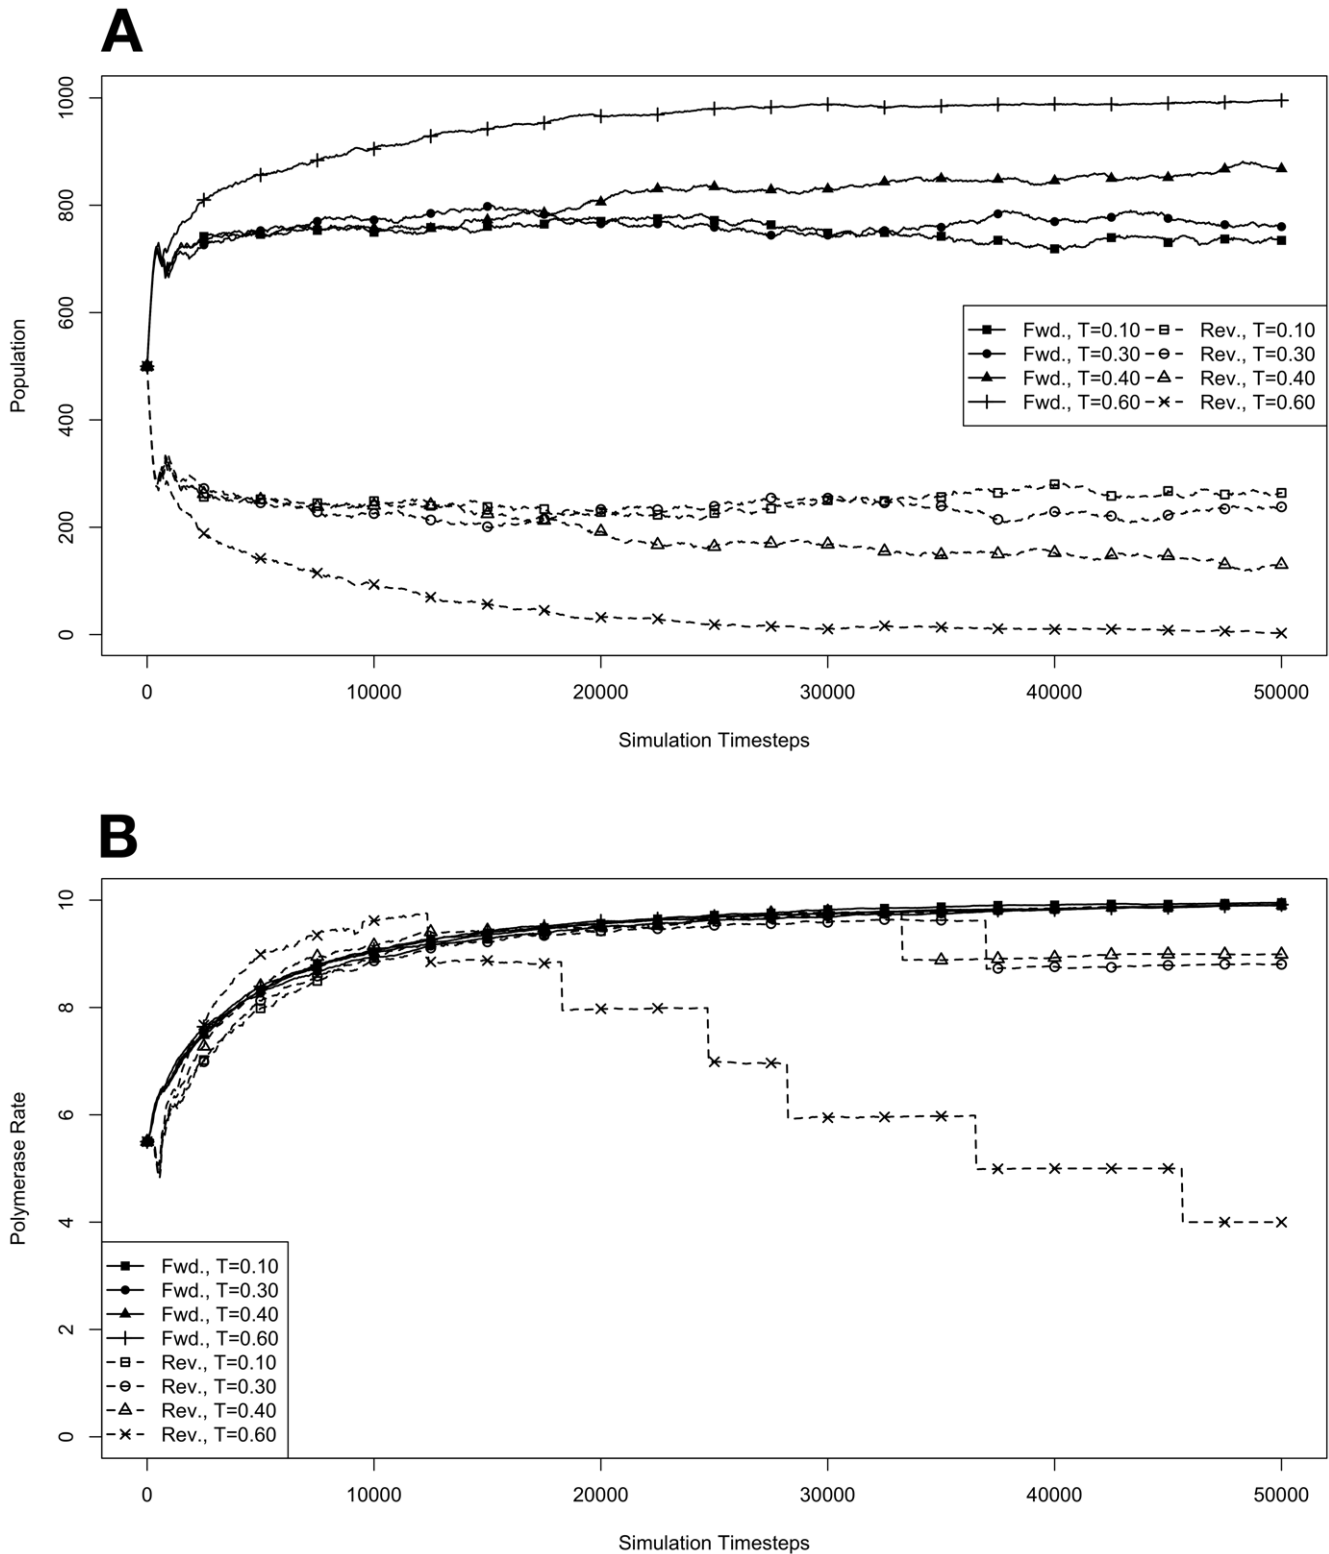 A
1000
800
600
400
200
0
Population
Fwd., T=0.10 Rev., T=0.10
Fwd., T=0.30 Rev., T=0.30
Fwd., T=0.40 Rev., T=0.40
Fwd., T=0.60 Rev., T=0.60
0 10000 20000 30000 40000 50000
Simulation Timesteps
B
10
8
6
4
2
0
Polymerase Rate
Fwd., T=0.10
Fwd., T=0.30
Fwd., T=0.40
Fwd., T=0.60
Rev., T=0.10
Rev., T=0.30
Rev., T=0.40
Rev., T=0.60
0 10000 20000 30000 40000 50000
Simulation Timesteps